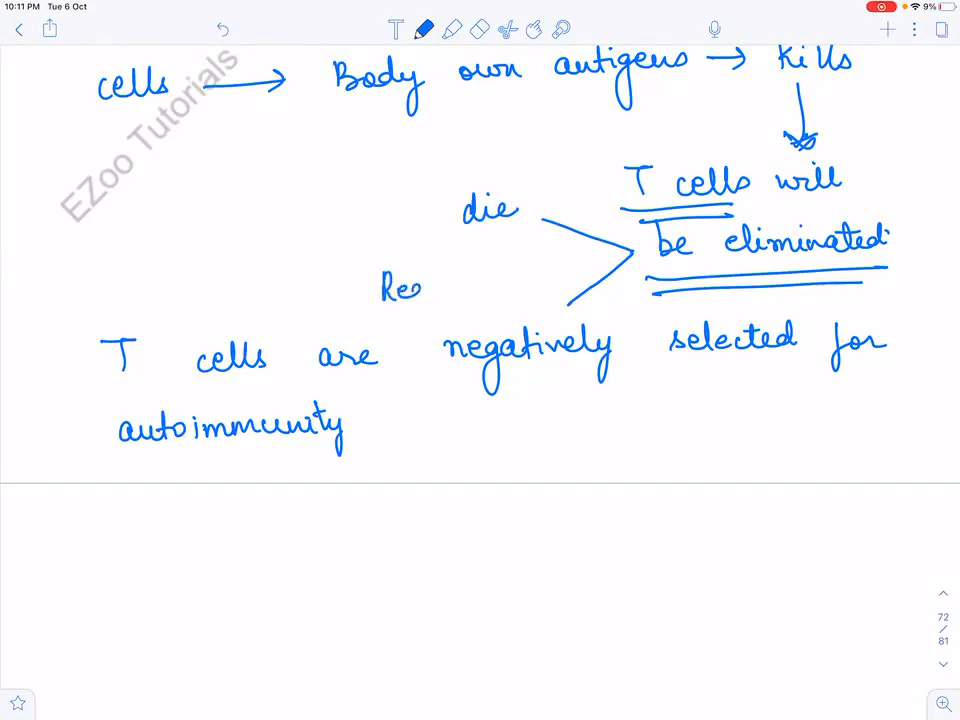 10:11 PM Tue 6 Oct
9%
T
cells → Body own antigens → Kills
EZoo Tutorials
T cells will
be eliminated.
die
Re
T cells are negatively selected for
autoimmunity
72
/
81